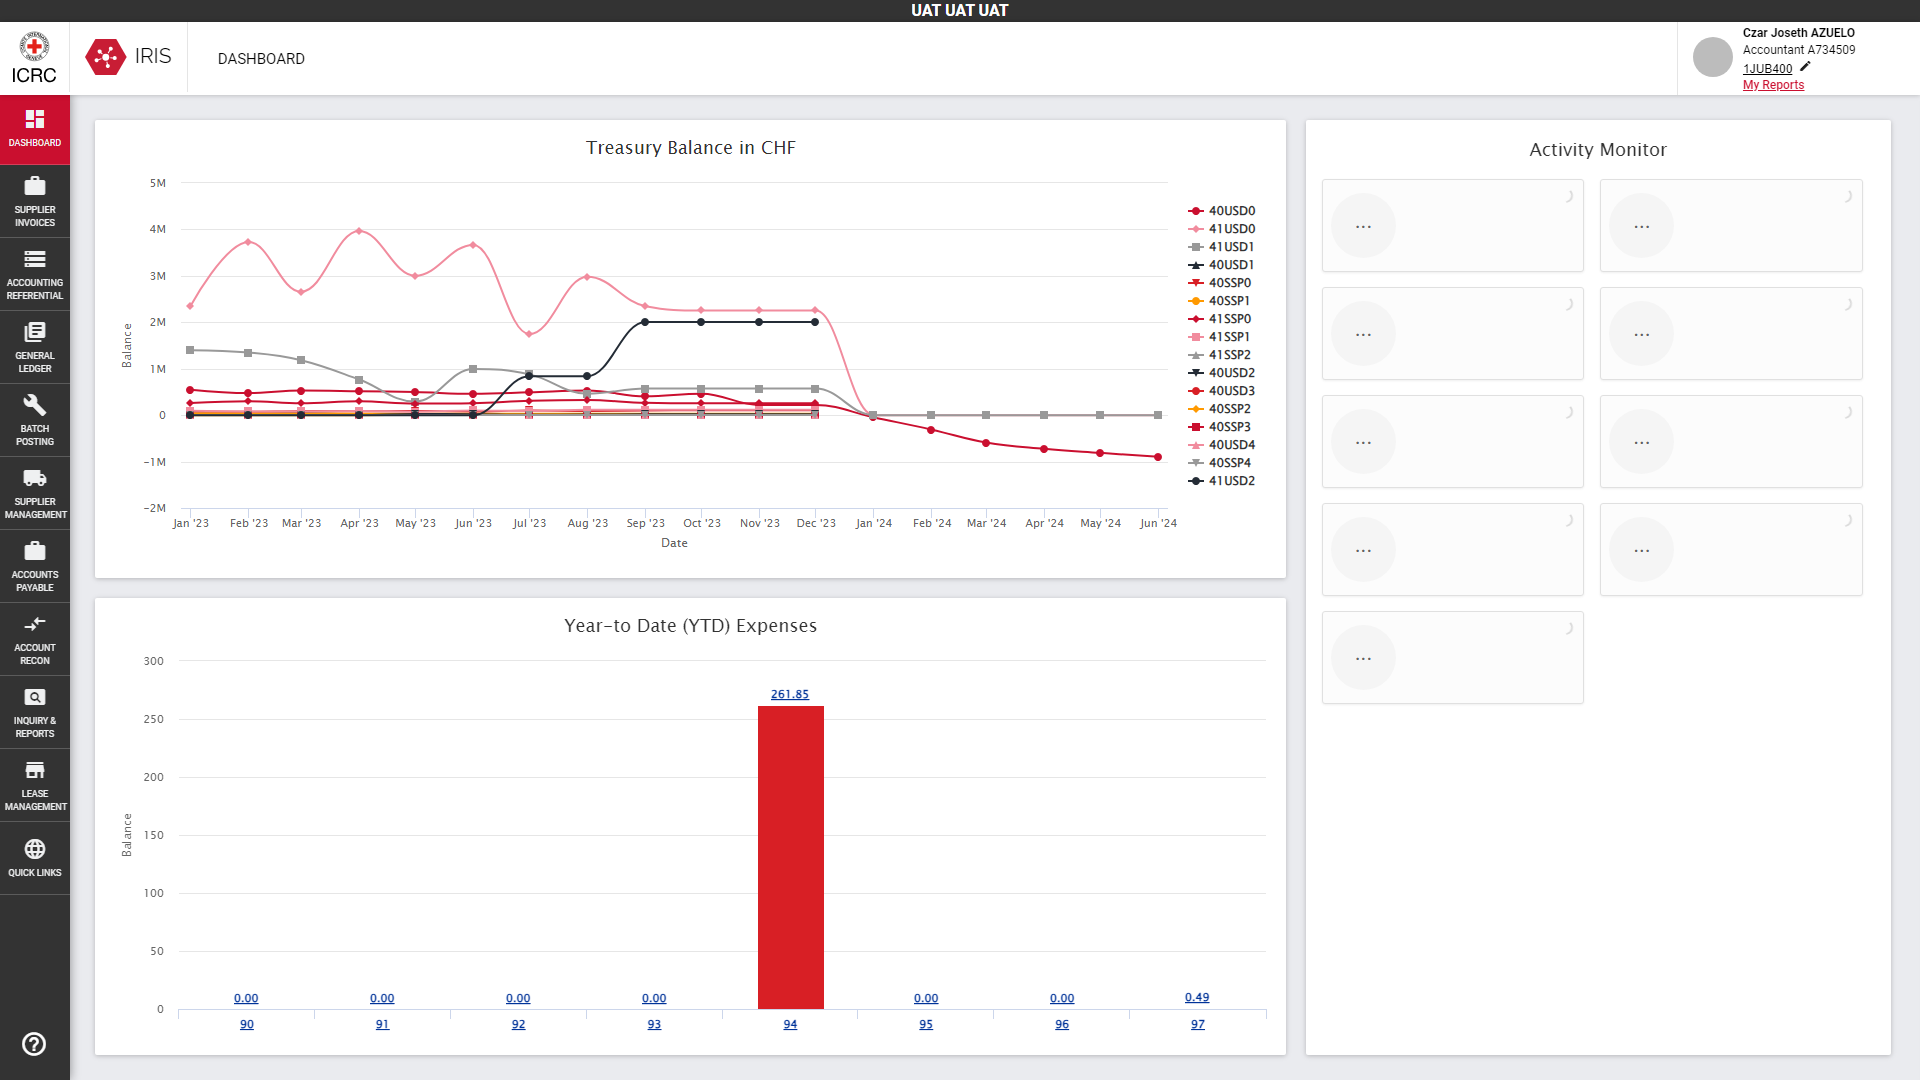 UAT UAT UAT
ICRC
IRIS
DASHBOARD
Czar Joseth AZUELO
Accountant A734509
1JUB400
My Reports
DASHBOARD
SUPPLIER
INVOICES
ACCOUNTING
REFERENTIAL
GENERAL
LEDGER
BATCH
POSTING
SUPPLIER
MANAGEMENT
ACCOUNTS
PAYABLE
ACCOUNT
RECON
INQUIRY &
REPORTS
LEASE
MANAGEMENT
QUICK LINKS
Treasury Balance in CHF
5M
4M
3M
2M
1M
0
−1M
−2M
Balance
Jan '23 Feb '23 Mar '23 Apr '23 May '23 Jun '23 Jul '23 Aug '23 Sep '23 Oct '23 Nov '23 Dec '23 Jan '24 Feb '24 Mar '24 Apr '24 May '24 Jun '24
Date
40USD0
41USD0
41USD1
40USD1
40SSP0
40SSP1
41SSP0
41SSP1
41SSP2
40USD2
40USD3
40SSP2
40SSP3
40USD4
40SSP4
41USD2
Year-to Date (YTD) Expenses
300
250
200
150
100
50
0
Balance
0.00 0.00 0.00 0.00 261.85 0.00 0.00 0.49
90 91 92 93 94 95 96 97
Activity Monitor
... ...
... ...
... ...
... ...
...